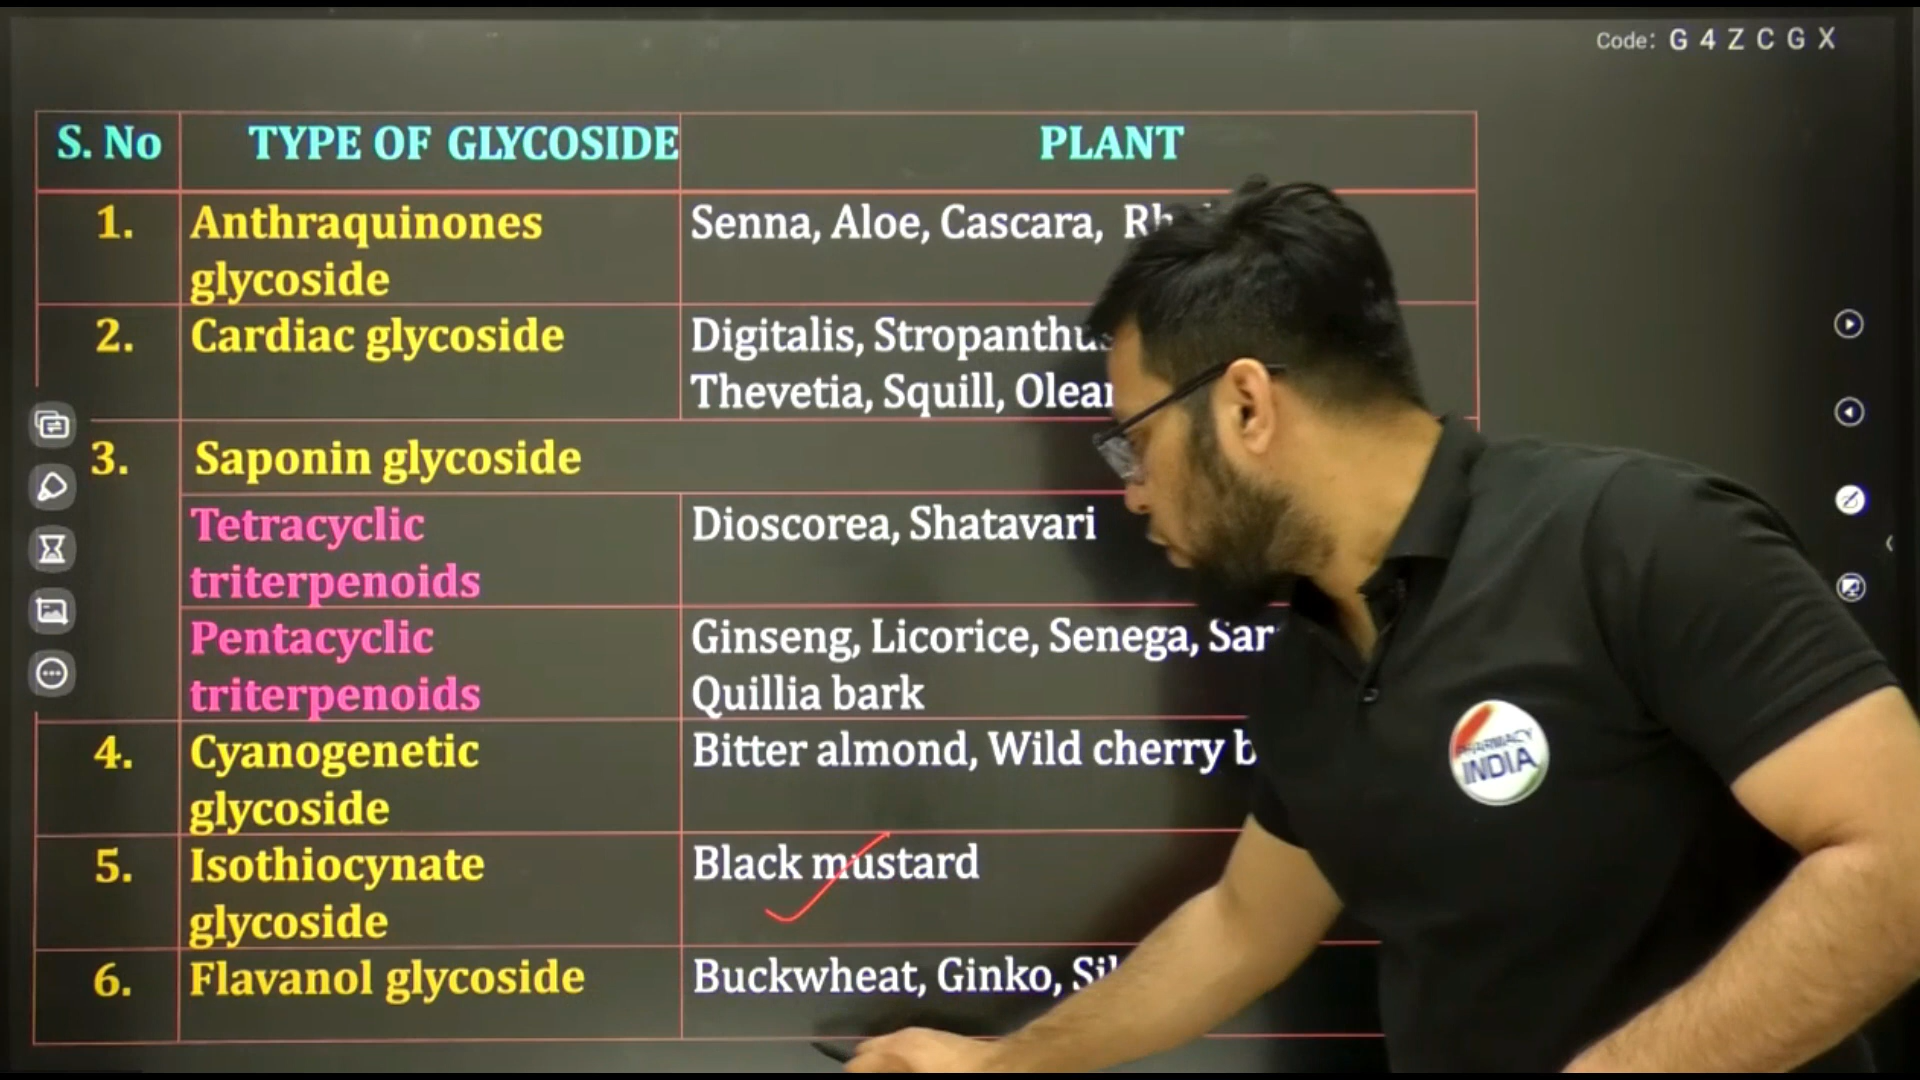 Code: G 4 Z C G X
S. No TYPE OF GLYCOSIDE PLANT
1. Anthraquinones Senna, Aloe, Cascara,
glycoside
2. Cardiac glycoside Digitalis,
Thevetia, Squill,
3. Saponin glycoside
Tetracyclic Dioscorea, Shatavari
triterpenoids
Pentacyclic Ginseng, Licorice, Senega,
triterpenoids Quillia bark
4. Cyanogenetic Bitter almond, Wild cherry
glycoside
5. Isothiocynate Black mustard
glycoside
6. Flavanol glycoside Buckwheat, Ginko,
PHARMACY
INDIA